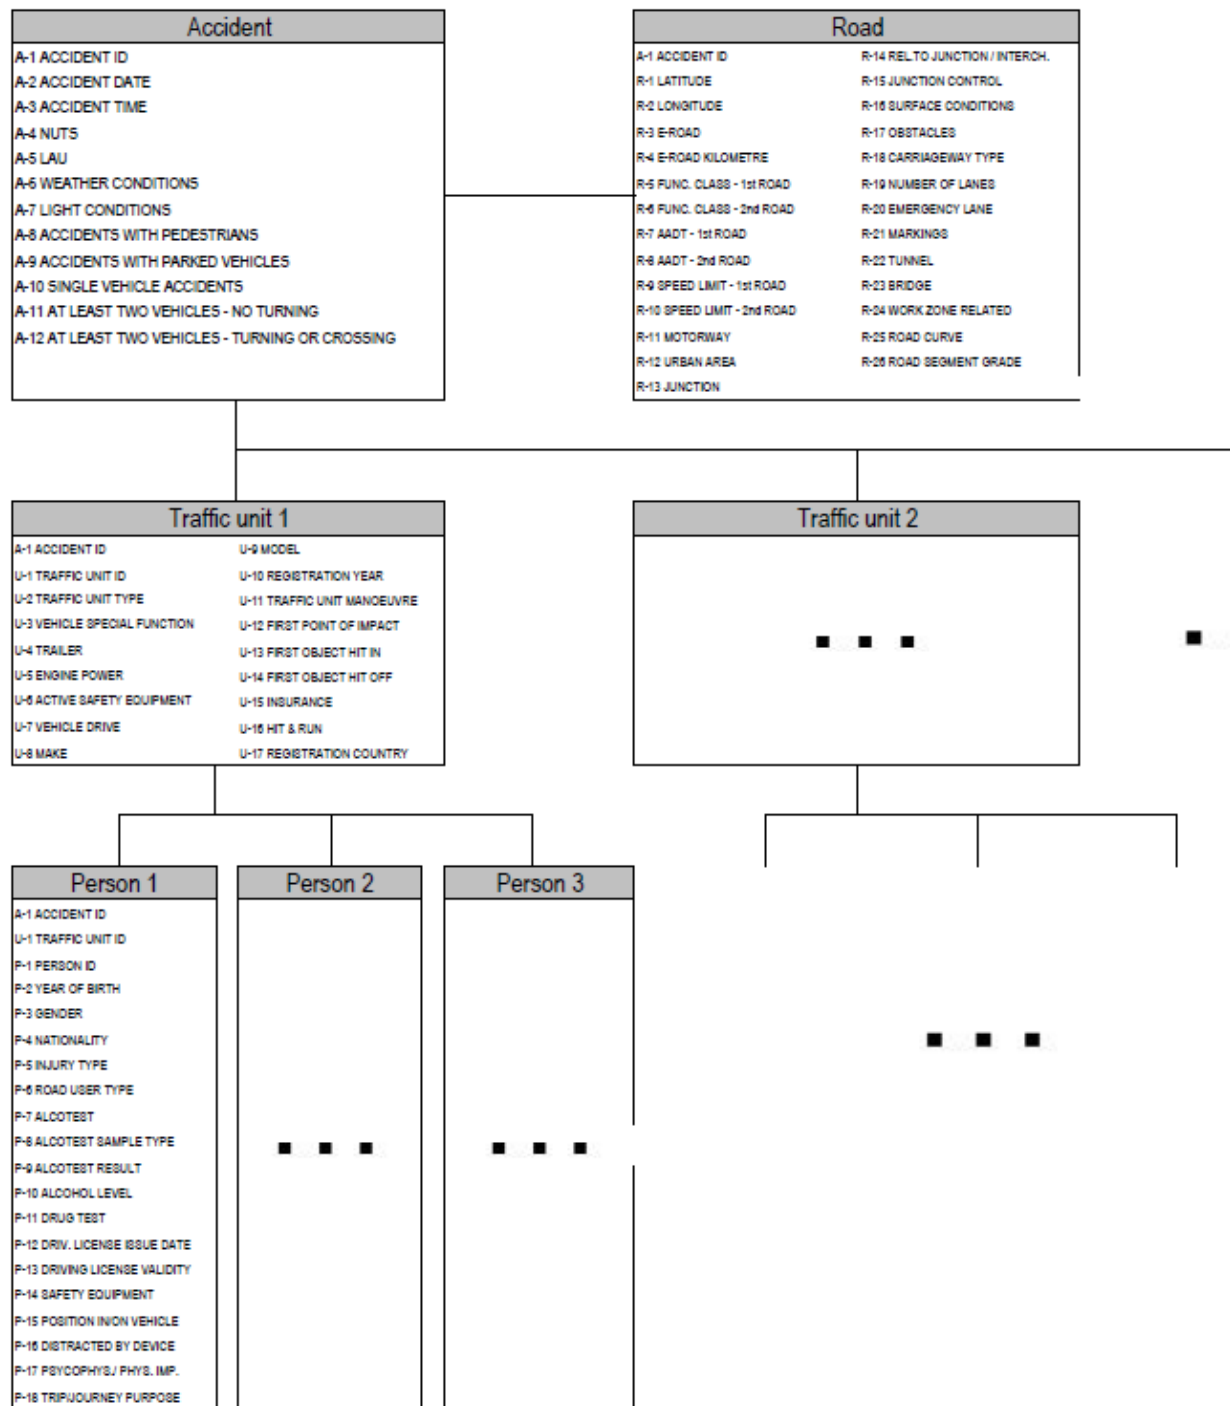 Accident
A-1 ACCIDENT ID
A-2 ACCIDENT DATE
A-3 ACCIDENT TIME
A-4 NUTS
A-5 LAU
A-6 WEATHER CONDITIONS
A-7 LIGHT CONDITIONS
A-8 ACCIDENTS WITH PEDESTRIANS
A-9 ACCIDENTS WITH PARKED VEHICLES
A-10 SINGLE VEHICLE ACCIDENTS
A-11 AT LEAST TWO VEHICLES - NO TURNING
A-12 AT LEAST TWO VEHICLES - TURNING OR CROSSING
Road
A-1 ACCIDENT ID
R-1 LATITUDE
R-2 LONGITUDE
R-3 E-ROAD
R-4 E-ROAD KILOMETRE
R-5 FUNC. CLASS - 1st ROAD
R-6 FUNC. CLASS - 2nd ROAD
R-7 AADT - 1st ROAD
R-8 AADT - 2nd ROAD
R-9 SPEED LIMIT - 1st ROAD
R-10 SPEED LIMIT - 2nd ROAD
R-11 MOTORWAY
R-12 URBAN AREA
R-13 JUNCTION
R-14 REL.TO JUNCTION / INTERCH.
R-15 JUNCTION CONTROL
R-16 SURFACE CONDITIONS
R-17 OBSTACLES
R-18 CARRIAGEWAY TYPE
R-19 NUMBER OF LANES
R-20 EMERGENCY LANE
R-21 MARKINGS
R-22 TUNNEL
R-23 BRIDGE
R-24 WORK ZONE RELATED
R-25 ROAD CURVE
R-26 ROAD SEGMENT GRADE
Traffic unit 1
A-1 ACCIDENT ID
U-1 TRAFFIC UNIT ID
U-2 TRAFFIC UNIT TYPE
U-3 VEHICLE SPECIAL FUNCTION
U-4 TRAILER
U-5 ENGINE POWER
U-6 ACTIVE SAFETY EQUIPMENT
U-7 VEHICLE DRIVE
U-8 MAKE
U-9 MODEL
U-10 REGISTRATION YEAR
U-11 TRAFFIC UNIT MANOEUVRE
U-12 FIRST POINT OF IMPACT
U-13 FIRST OBJECT HIT IN
U-14 FIRST OBJECT HIT OFF
U-15 INSURANCE
U-16 HIT & RUN
U-17 REGISTRATION COUNTRY
Traffic unit 2
Person 1
A-1 ACCIDENT ID
U-1 TRAFFIC UNIT ID
P-1 PERSON ID
P-2 YEAR OF BIRTH
P-3 GENDER
P-4 NATIONALITY
P-5 INJURY TYPE
P-6 ROAD USER TYPE
P-7 ALCOTEST
P-8 ALCOTEST SAMPLE TYPE
P-9 ALCOTEST RESULT
P-10 ALCOHOL LEVEL
P-11 DRUG TEST
P-12 DRIV. LICENSE ISSUE DATE
P-13 DRIVING LICENSE VALIDITY
P-14 SAFETY EQUIPMENT
P-15 POSITION IN/ON VEHICLE
P-16 DISTRACTED BY DEVICE
P-17 PSYCOPHYS./ PHYS. IMP.
P-18 TRIP/JOURNEY PURPOSE
Person 2
Person 3